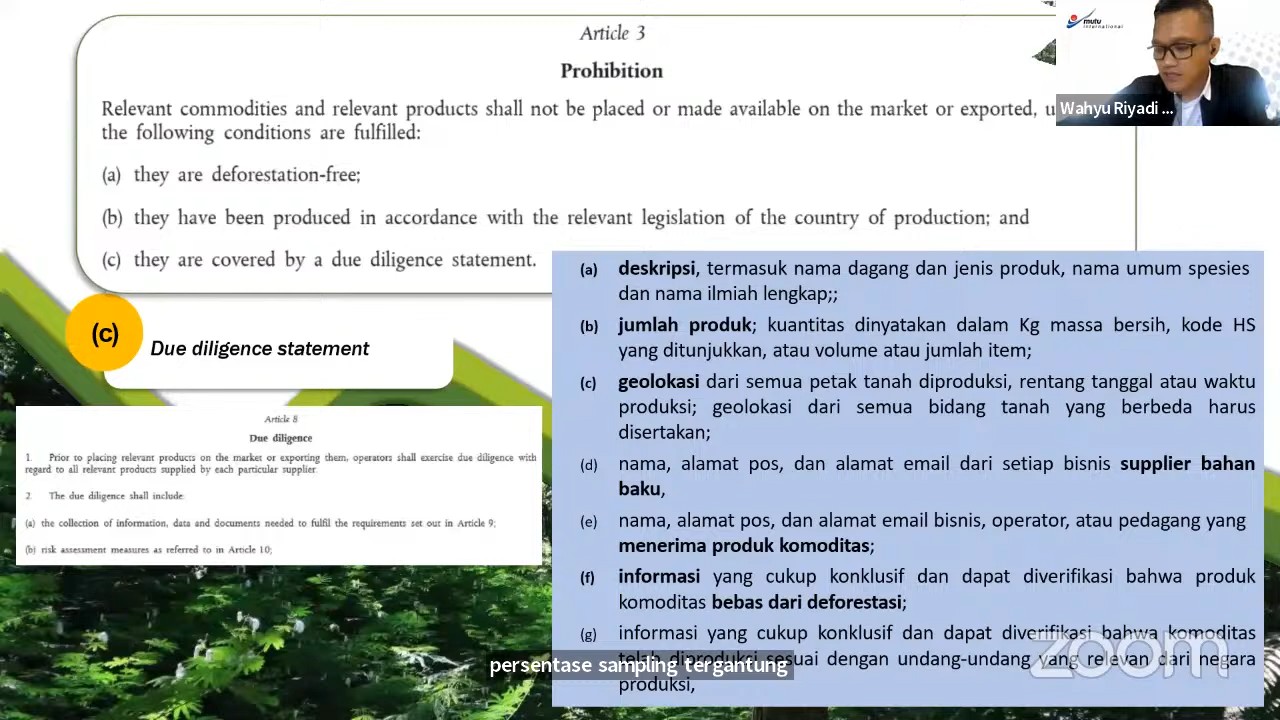 Article 3
Prohibition
Relevant commodities and relevant products shall not be placed or made available on the market or exported,
the following conditions are fulfilled:
(a) they are deforestation-free;
(b) they have been produced in accordance with the relevant legislation of the country of production; and
(c) they are covered by a due diligence statement.
mutu
international
Wahyu Riyadi ...
(c)
Due diligence statement
Article 8
Due diligence
1. Prior to placing relevant products on the market or exporting them, operators shall exercise due diligence with
regard to all relevant products supplied by each particular supplier.
2. The due diligence shall include:
(a) the collection of information, data and documents needed to fulfil the requirements set out in Article 9;
(b) risk assessment measures as referred to in Article 10;
(a) deskripsi, termasuk nama dagang dan jenis produk, nama umum spesies
dan nama ilmiah lengkap;;
(b) jumlah produk; kuantitas dinyatakan dalam Kg massa bersih, kode HS
yang ditunjukkan, atau volume atau jumlah item;
(c) geolokasi dari semua petak tanah diproduksi, rentang tanggal atau waktu
produksi; geolokasi dari semua bidang tanah yang berbeda harus
disertakan;
(d) nama, alamat pos, dan alamat email dari setiap bisnis supplier bahan
baku,
(e) nama, alamat pos, dan alamat email bisnis, operator, atau pedagang yang
menerima produk komoditas;
(f) informasi yang cukup konklusif dan dapat diverifikasi bahwa produk
komoditas bebas dari deforestasi;
(g) informasi yang cukup konklusif dan dapat diverifikasi bahwa komoditas
telah diproduksi sesuai dengan undang-undang yang relevan dari negara
produksi,
persentase sampling tergantung
zoom